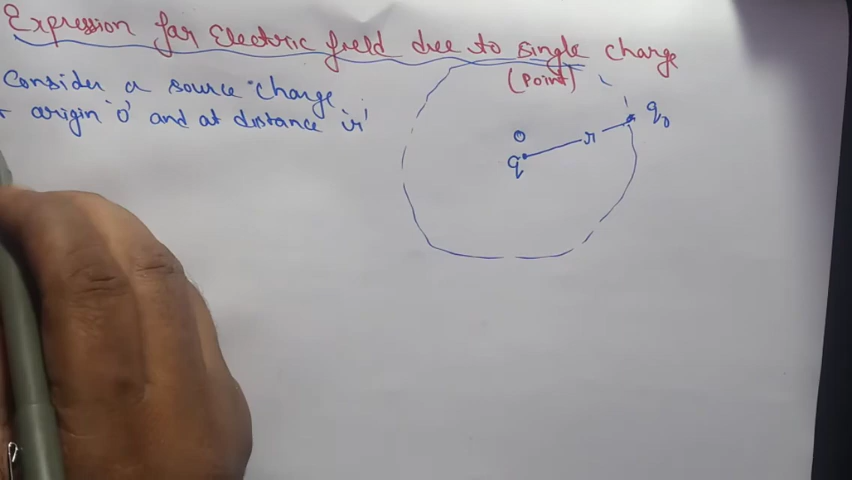 Expression for Electric field due to single charge
(Point)
Consider a source charge
origin 'O' and at distance 'r'
O
q
r
q₀